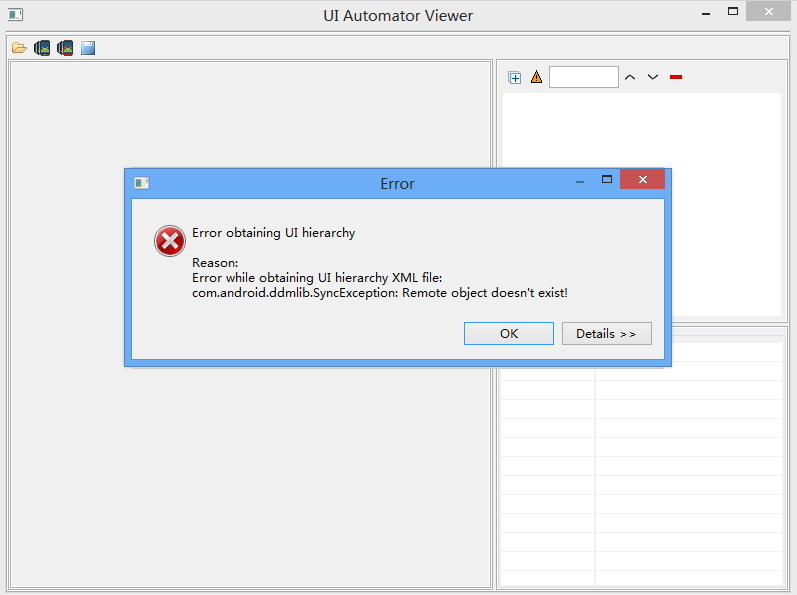 UI Automator Viewer
Error
Error obtaining UI hierarchy
Reason:
Error while obtaining UI hierarchy XML file:
com.android.ddmlib.SyncException: Remote object doesn't exist!
OK
Details >>